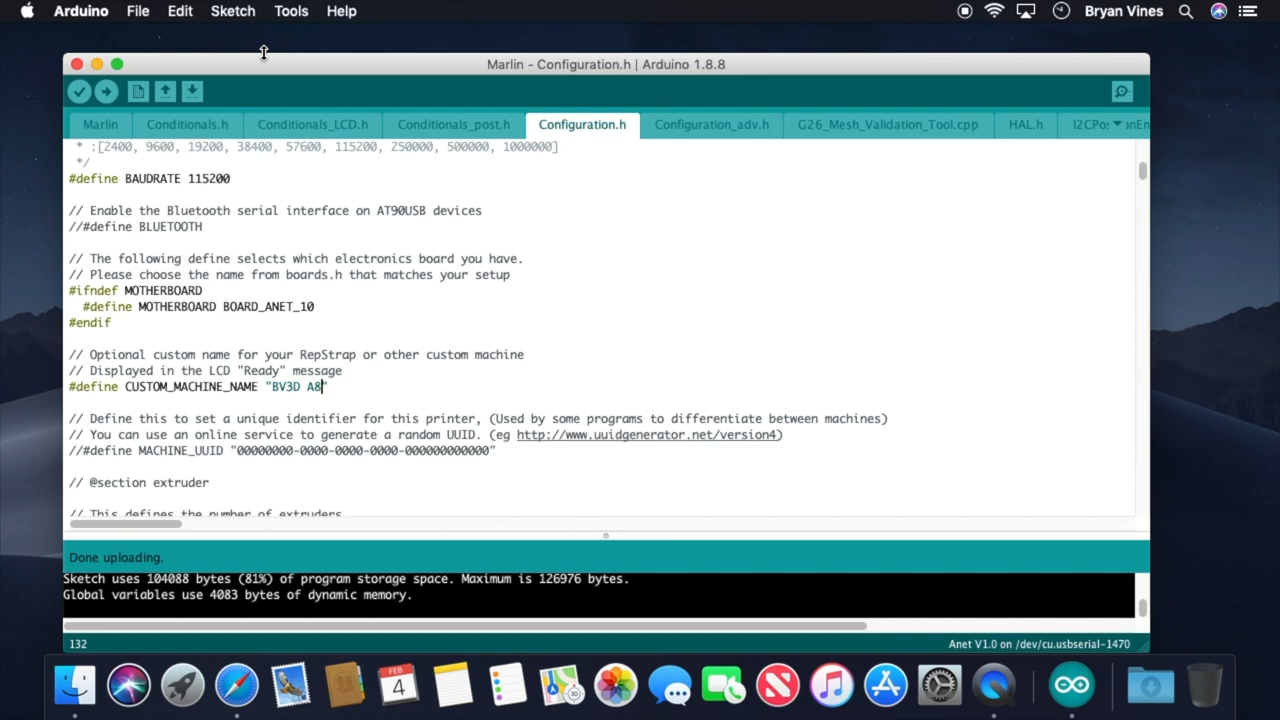 Arduino File Edit Sketch Tools Help Bryan Vines
Marlin - Configuration.h | Arduino 1.8.8
Marlin Conditionals.h Conditionals_LCD.h Conditionals_post.h Configuration.h Configuration_adv.h G26_Mesh_Validation_Tool.cpp HAL.h I2CPos onEn
* :[2400, 9600, 19200, 38400, 57600, 115200, 250000, 500000, 1000000]
*/
#define BAUDRATE 115200
// Enable the Bluetooth serial interface on AT90USB devices
//#define BLUETOOTH
// The following define selects which electronics board you have.
// Please choose the name from boards.h that matches your setup
#ifndef MOTHERBOARD
#define MOTHERBOARD BOARD_ANET_10
#endif
// Optional custom name for your RepStrap or other custom machine
// Displayed in the LCD "Ready" message
#define CUSTOM_MACHINE_NAME "BV3D A8"
// Define this to set a unique identifier for this printer, (Used by some programs to differentiate between machines)
// You can use an online service to generate a random UUID. (eg http://www.uuidgenerator.net/version4)
//#define MACHINE_UUID "00000000-0000-0000-0000-000000000000"
// @section extruder
// This defines the number of extruders
Done uploading.
Sketch uses 104088 bytes (81%) of program storage space. Maximum is 126976 bytes.
Global variables use 4083 bytes of dynamic memory.
132 Anet V1.0 on /dev/cu.usbserial-1470
FEB
4